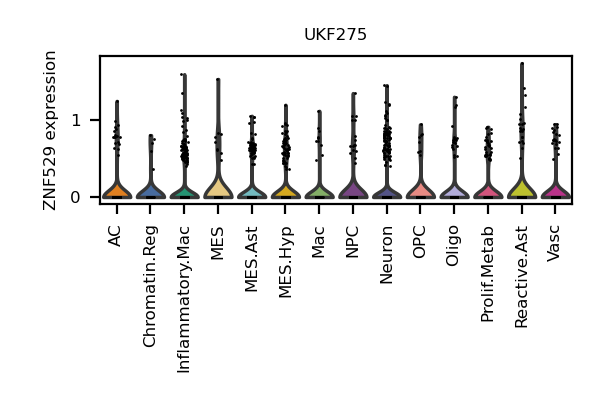 UKF275
ZNF529 expression
1
0
AC
Chromatin.Reg
Inflammatory.Mac
MES
MES.Ast
MES.Hyp
Mac
NPC
Neuron
OPC
Oligo
Prolif.Metab
Reactive.Ast
Vasc